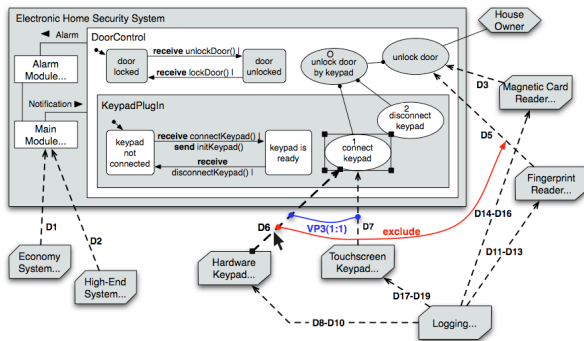 Electronic Home Security System
House
Owner
Alarm
DoorControl
Alarm
Module...
door
locked
receive unlockDoor() |
receive lockDoor() |
door
unlocked
0
unlock door
by keypad
unlock door
D3
Magnetic Card
Reader...
Notification
KeypadPlugIn
Main
Module...
keypad
not
connected
receive connectKeypad() |
send initKeypad()
receive
disconnectKeypad() |
keypad is
ready
2
disconnect
keypad
1
connect
keypad
D5
Fingerprint
Reader...
D1
D2
D6
VP3(1:1)
D7
exclude
D14-D16
D11-D13
Economy
System...
High-End
System...
Hardware
Keypad...
Touchscreen
Keypad...
D17-D19
D8-D10
Logging...